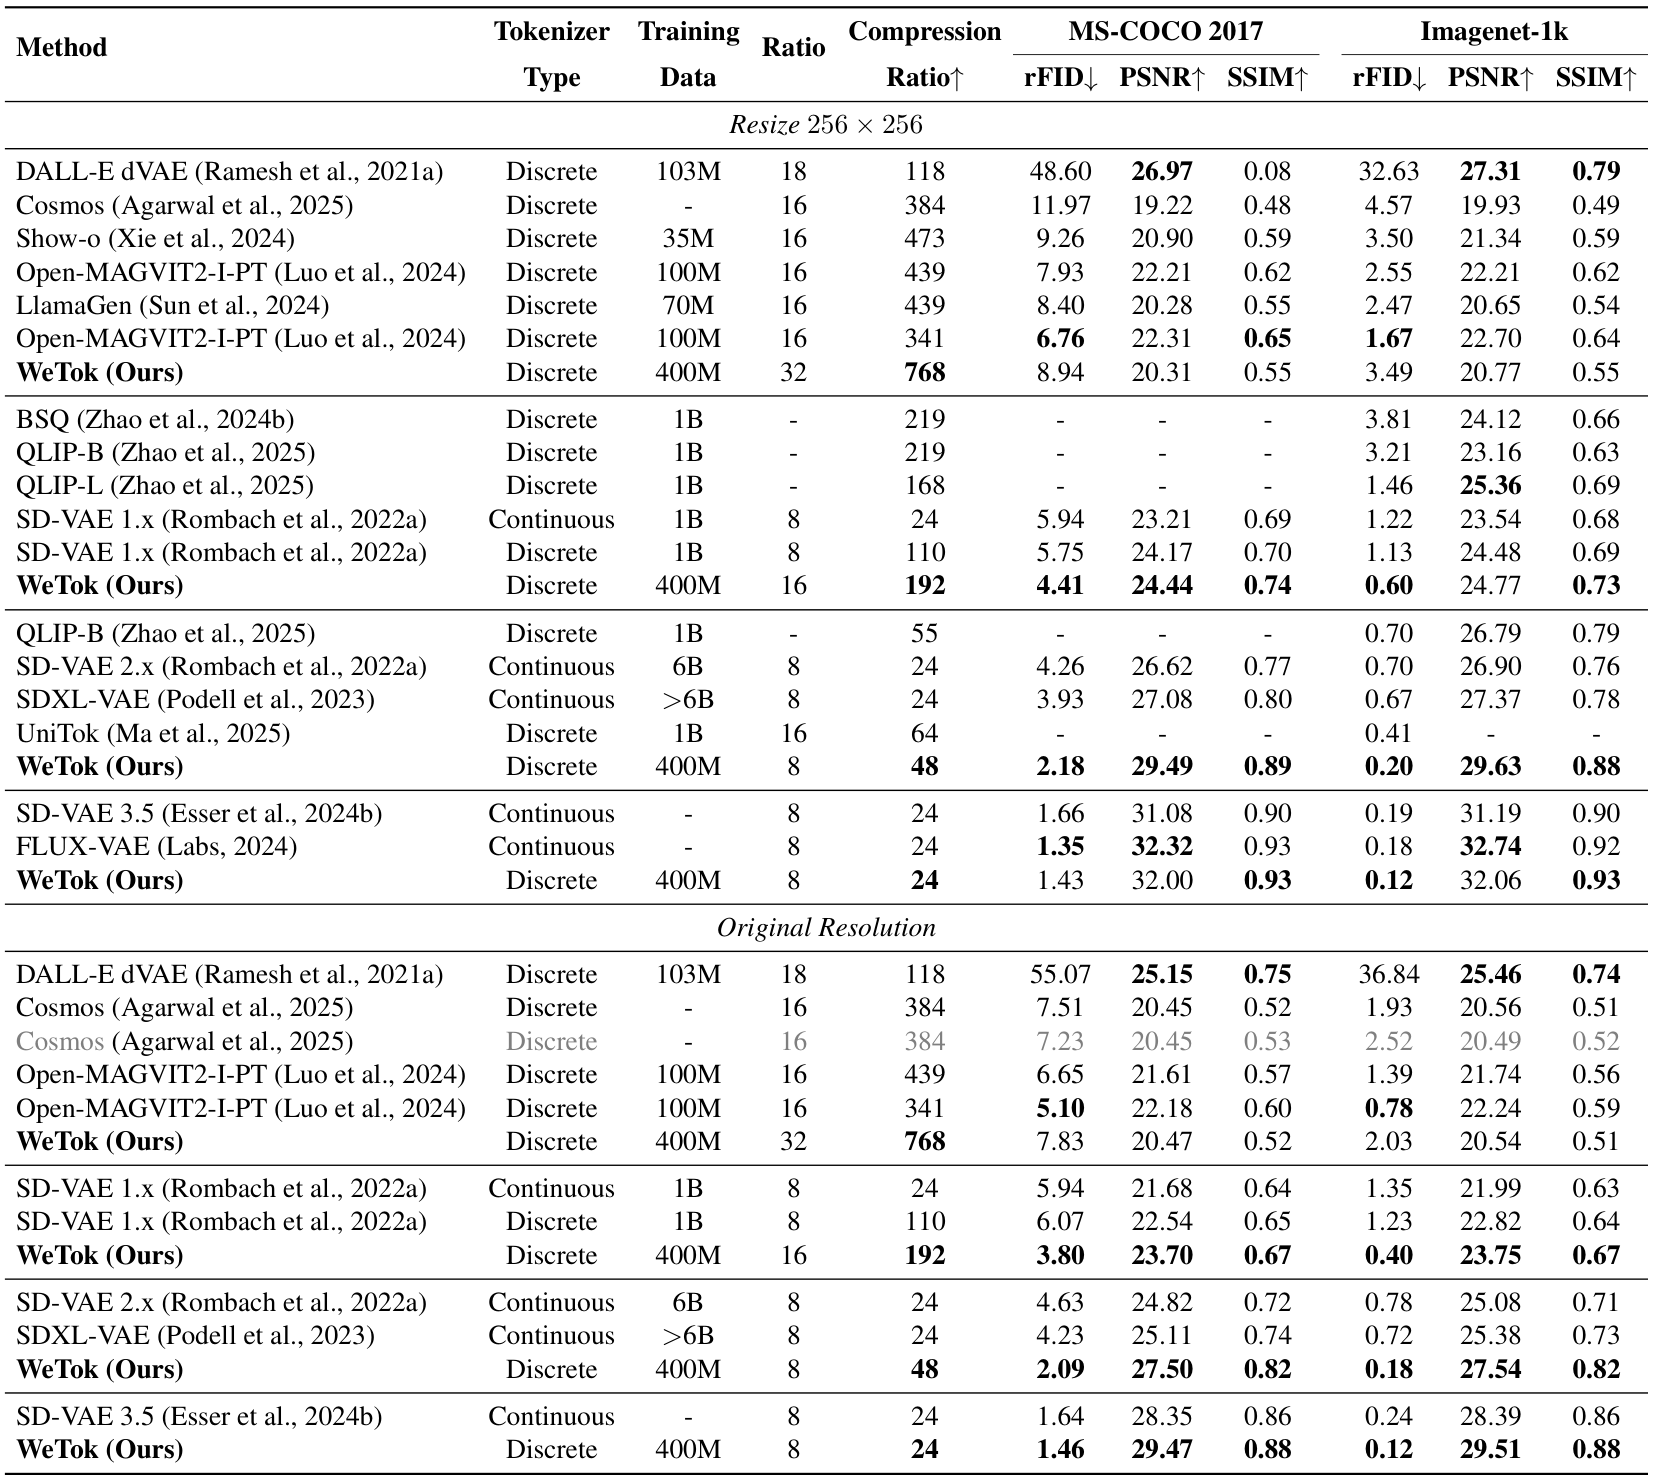 Method Tokenizer Type Training Data Ratio Compression Ratio↑ MS-COCO 2017 Imagenet-1k
rFID↓ PSNR↑ SSIM↑ rFID↓ PSNR↑ SSIM↑
Resize 256 × 256
DALL-E dVAE (Ramesh et al., 2021a) Discrete 103M 18 118 48.60 26.97 0.08 32.63 27.31 0.79
Cosmos (Agarwal et al., 2025) Discrete - 16 384 11.97 19.22 0.48 4.57 19.93 0.49
Show-o (Xie et al., 2024) Discrete 35M 16 473 9.26 20.90 0.59 3.50 21.34 0.59
Open-MAGVIT2-I-PT (Luo et al., 2024) Discrete 100M 16 439 7.93 22.21 0.62 2.55 22.21 0.62
LlamaGen (Sun et al., 2024) Discrete 70M 16 439 8.40 20.28 0.55 2.47 20.65 0.54
Open-MAGVIT2-I-PT (Luo et al., 2024) Discrete 100M 16 341 6.76 22.31 0.65 1.67 22.70 0.64
WeTok (Ours) Discrete 400M 32 768 8.94 20.31 0.55 3.49 20.77 0.55
BSQ (Zhao et al., 2024b) Discrete 1B - 219 - - - 3.81 24.12 0.66
QLIP-B (Zhao et al., 2025) Discrete 1B - 219 - - - 3.21 23.16 0.63
QLIP-L (Zhao et al., 2025) Discrete 1B - 168 - - - 1.46 25.36 0.69
SD-VAE 1.x (Rombach et al., 2022a) Continuous 1B 8 24 5.94 23.21 0.69 1.22 23.54 0.68
SD-VAE 1.x (Rombach et al., 2022a) Discrete 1B 8 110 5.75 24.17 0.70 1.13 24.48 0.69
WeTok (Ours) Discrete 400M 16 192 4.41 24.44 0.74 0.60 24.77 0.73
QLIP-B (Zhao et al., 2025) Discrete 1B - 55 - - - 0.70 26.79 0.79
SD-VAE 2.x (Rombach et al., 2022a) Continuous 6B 8 24 4.26 26.62 0.77 0.70 26.90 0.76
SDXL-VAE (Podell et al., 2023) Continuous >6B 8 24 3.93 27.08 0.80 0.67 27.37 0.78
UniTok (Ma et al., 2025) Discrete 1B 16 64 - - - 0.41 - -
WeTok (Ours) Discrete 400M 8 48 2.18 29.49 0.89 0.20 29.63 0.88
SD-VAE 3.5 (Esser et al., 2024b) Continuous - 8 24 1.66 31.08 0.90 0.19 31.19 0.90
FLUX-VAE (Labs, 2024) Continuous - 8 24 1.35 32.32 0.93 0.18 32.74 0.92
WeTok (Ours) Discrete 400M 8 24 1.43 32.00 0.93 0.12 32.06 0.93
Original Resolution
DALL-E dVAE (Ramesh et al., 2021a) Discrete 103M 18 118 55.07 25.15 0.75 36.84 25.46 0.74
Cosmos (Agarwal et al., 2025) Discrete - 16 384 7.51 20.45 0.52 1.93 20.56 0.51
Cosmos (Agarwal et al., 2025) Discrete - 16 384 7.23 20.45 0.53 2.52 20.49 0.52
Open-MAGVIT2-I-PT (Luo et al., 2024) Discrete 100M 16 439 6.65 21.61 0.57 1.39 21.74 0.56
Open-MAGVIT2-I-PT (Luo et al., 2024) Discrete 100M 16 341 5.10 22.18 0.60 0.78 22.24 0.59
WeTok (Ours) Discrete 400M 32 768 7.83 20.47 0.52 2.03 20.54 0.51
SD-VAE 1.x (Rombach et al., 2022a) Continuous 1B 8 24 5.94 21.68 0.64 1.35 21.99 0.63
SD-VAE 1.x (Rombach et al., 2022a) Discrete 1B 8 110 6.07 22.54 0.65 1.23 22.82 0.64
WeTok (Ours) Discrete 400M 16 192 3.80 23.70 0.67 0.40 23.75 0.67
SD-VAE 2.x (Rombach et al., 2022a) Continuous 6B 8 24 4.63 24.82 0.72 0.78 25.08 0.71
SDXL-VAE (Podell et al., 2023) Continuous >6B 8 24 4.23 25.11 0.74 0.72 25.38 0.73
WeTok (Ours) Discrete 400M 8 48 2.09 27.50 0.82 0.18 27.54 0.82
SD-VAE 3.5 (Esser et al., 2024b) Continuous - 8 24 1.64 28.35 0.86 0.24 28.39 0.86
WeTok (Ours) Discrete 400M 8 24 1.46 29.47 0.88 0.12 29.51 0.88